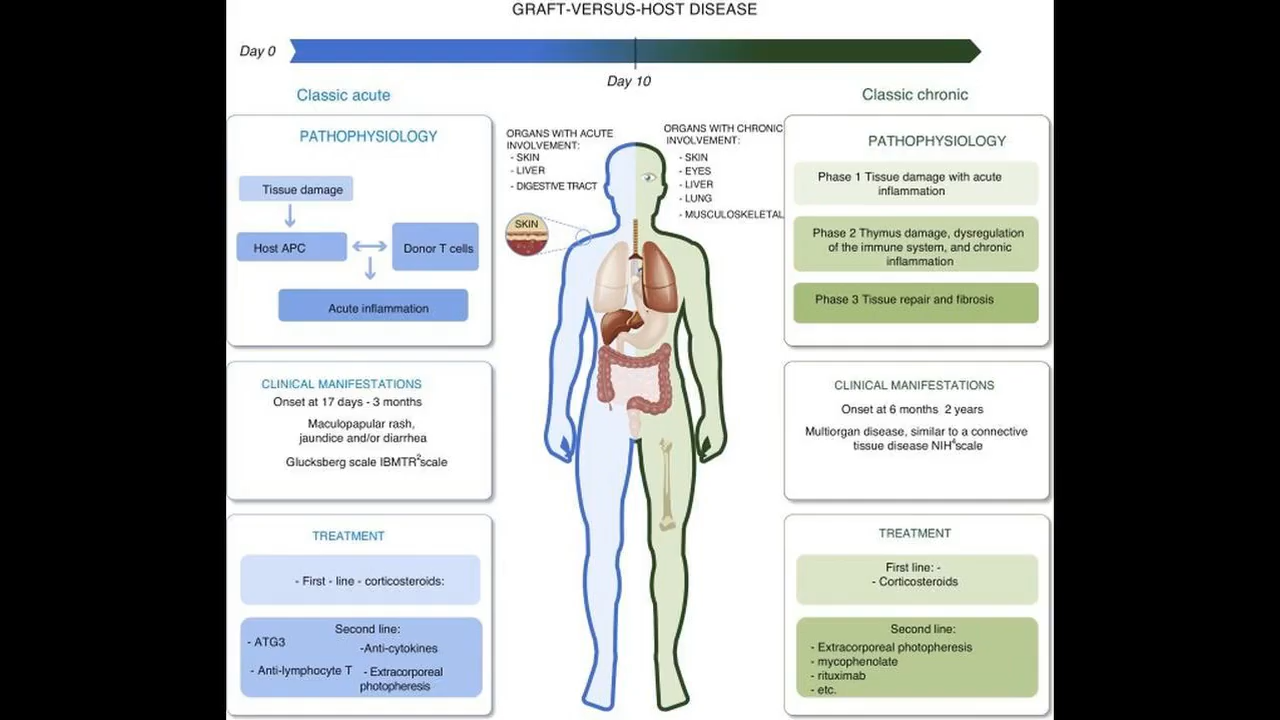 GRAFT-VERSUS-HOST DISEASE
Day 0
Day 10
Classic acute
PATHOPHYSIOLOGY
Tissue damage
Host APC
Donor T cells
Acute inflammation
CLINICAL MANIFESTATIONS
Onset at 17 days - 3 months
Maculopapular rash,
jaundice and/or diarrhea
Glucksberg scale IBMTR²scale
TREATMENT
- First - line - corticosteroids:
Second line:
- ATG3
-Anti-cytokines
- Anti-lymphocyte T
- Extracorporeal
photopheresis
ORGANS WITH ACUTE
INVOLVEMENT:
- SKIN
- LIVER
- DIGESTIVE TRACT
SKIN
ORGANS WITH CHRONIC
INVOLVEMENT:
- SKIN
- EYES
- LIVER
- LUNG
- MUSCULOSKELETAL
Classic chronic
PATHOPHYSIOLOGY
Phase 1 Tissue damage with acute
inflammation
Phase 2 Thymus damage, dysregulation
of the immune system, and chronic
inflammation
Phase 3 Tissue repair and fibrosis
CLINICAL MANIFESTATIONS
Onset at 6 months 2 years
Multiorgan disease, similar to a connective
tissue disease NIH⁴scale
TREATMENT
First line: -
- Corticosteroids
Second line:
- Extracorporeal photopheresis
- mycophenolate
- rituximab
- etc.